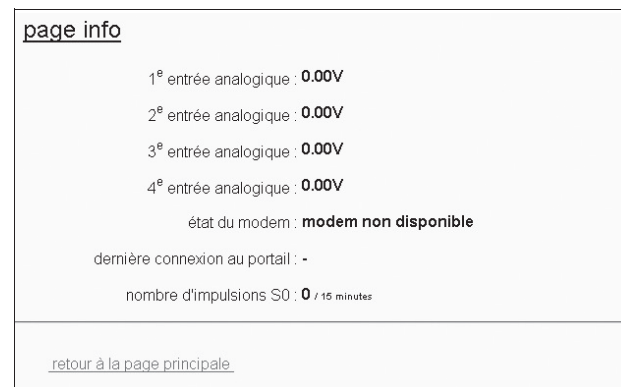 page info
1e entrée analogique : 0.00V
2e entrée analogique : 0.00V
3e entrée analogique : 0.00V
4e entrée analogique : 0.00V
état du modem : modem non disponible
dernière connexion au portail : -
nombre d'impulsions S0 : 0 / 15 minutes
retour à la page principale